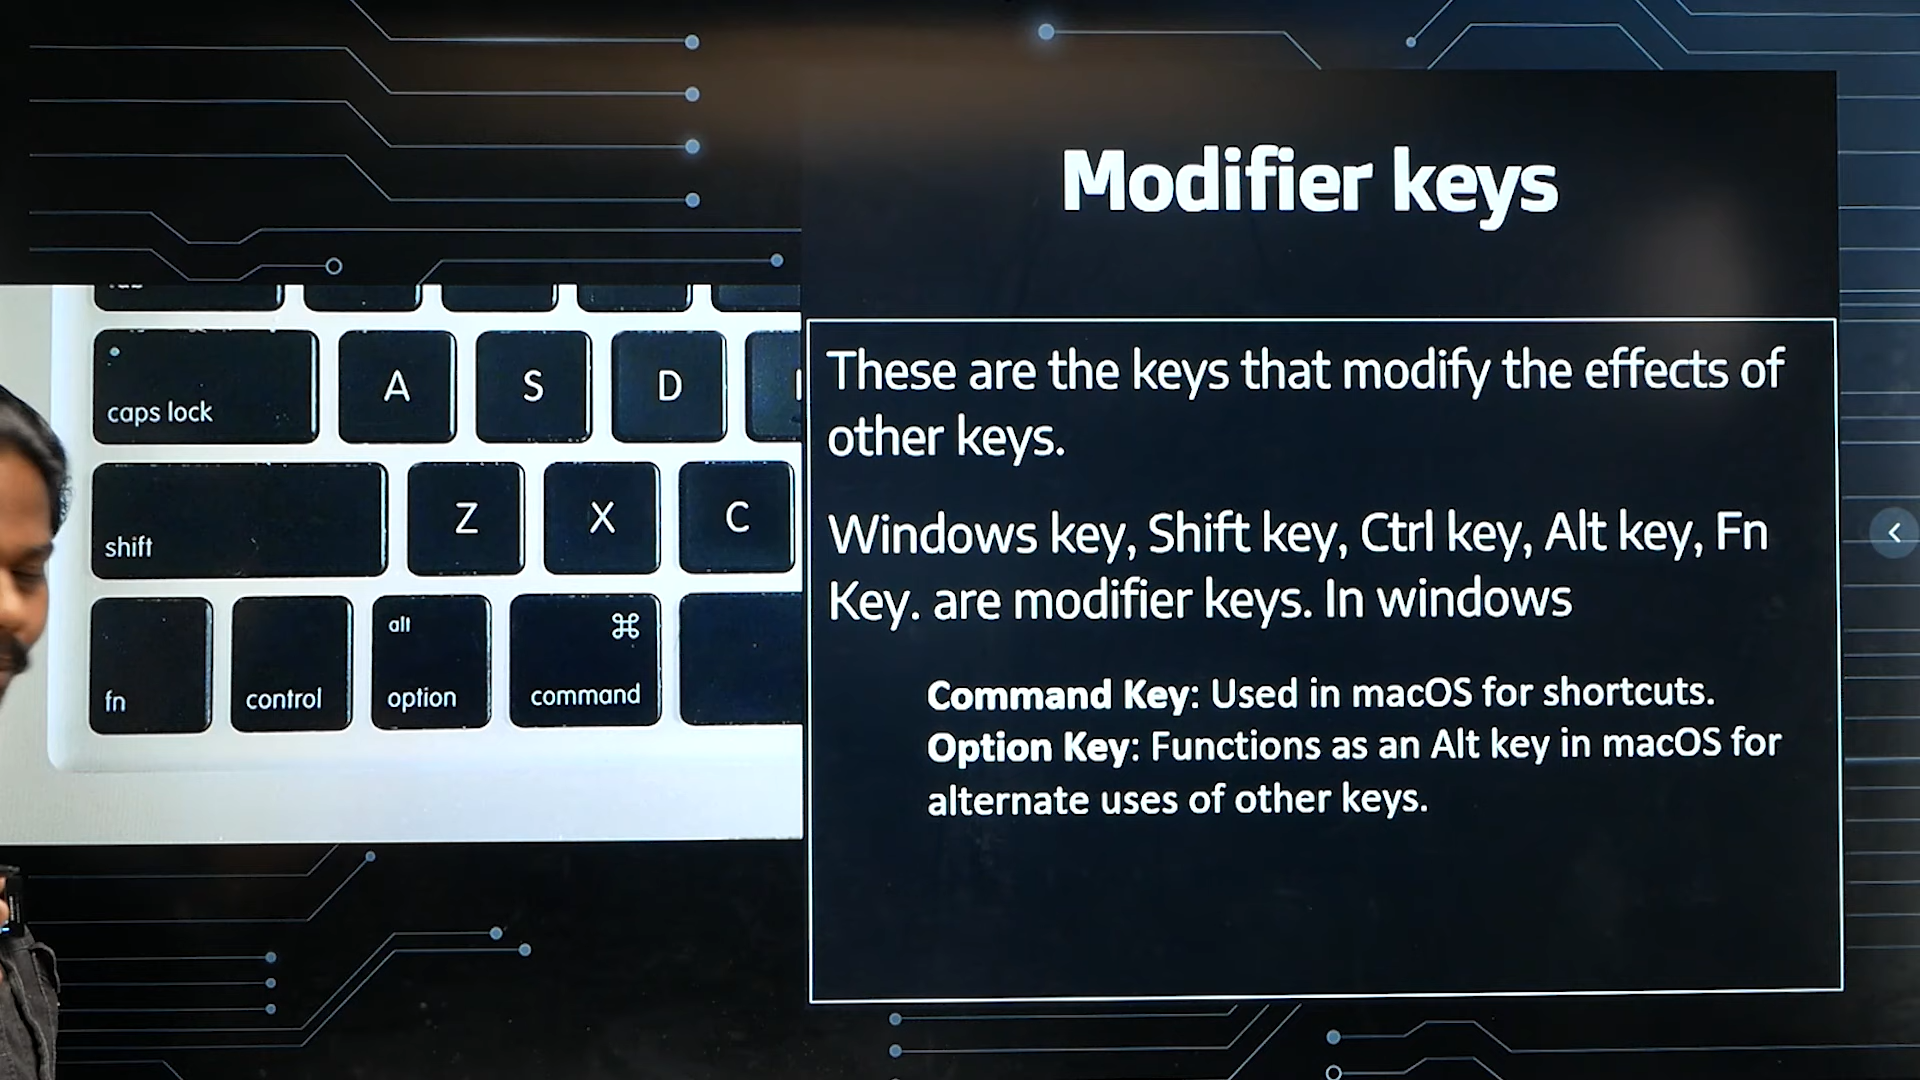 Modifier keys
These are the keys that modify the effects of
other keys.
Windows key, Shift key, Ctrl key, Alt key, Fn
Key. are modifier keys. In windows
Command Key: Used in macOS for shortcuts.
Option Key: Functions as an Alt key in macOS for
alternate uses of other keys.
caps lock A S D
shift Z X C
alt ⌘
fn control option command